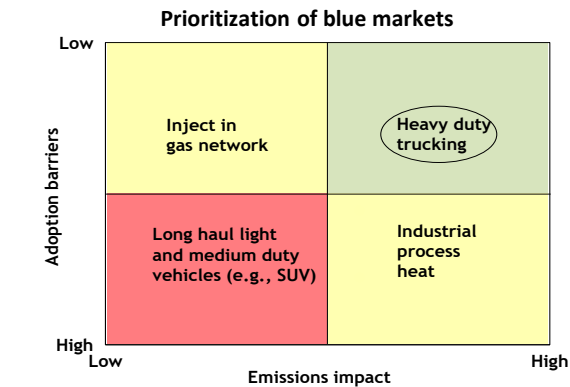 Prioritization of blue markets
Low
Adoption barriers
Inject in
gas network
Heavy duty
trucking
Long haul light
and medium duty
vehicles (e.g., SUV)
Industrial
process
heat
High
Low
Emissions impact
High